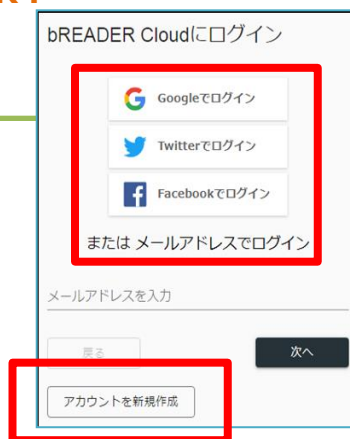 bREADER Cloudにログイン
Googleでログイン
Twitterでログイン
Facebookでログイン
または メールアドレスでログイン
メールアドレスを入力
戻る
次へ
アカウントを新規作成